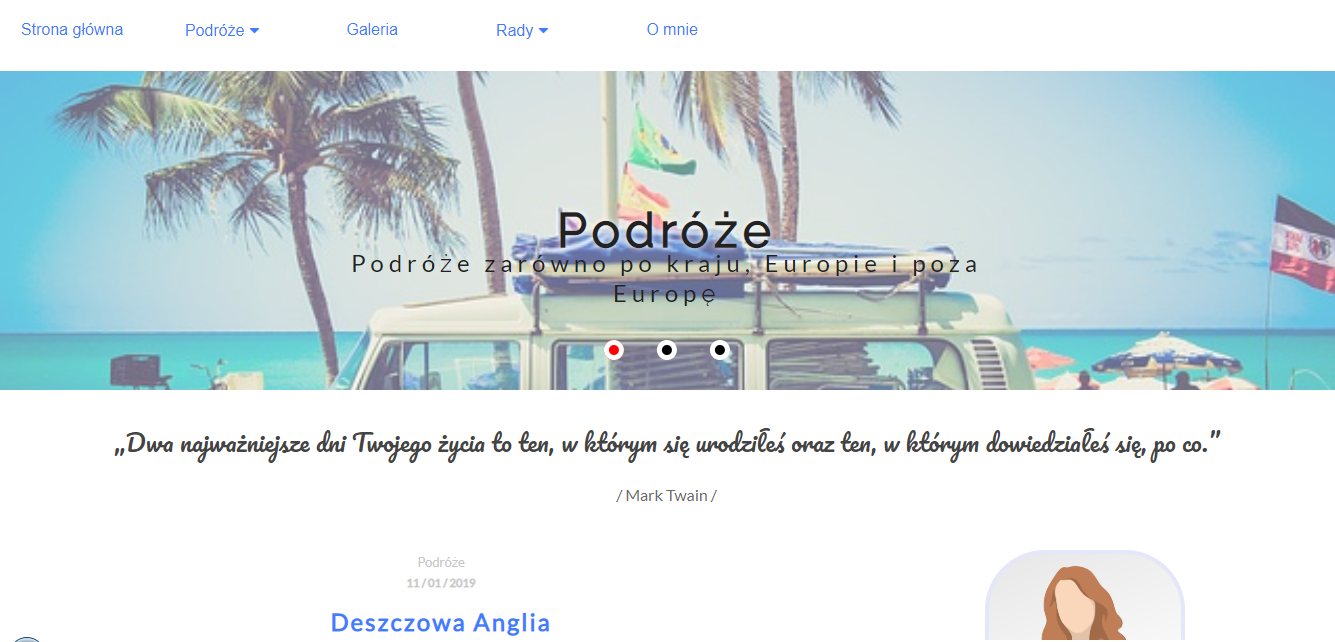 Strona główna Podróże Galeria Rady O mnie
Podróże
Podróże zarówno po kraju, Europie i poza
Europę
„Dwa najważniejsze dni Twojego życia to ten, w którym się urodziłeś oraz ten, w którym dowiedziałeś się, po co.”
/ Mark Twain /
Podróże
11/01/2019
Deszczowa Anglia